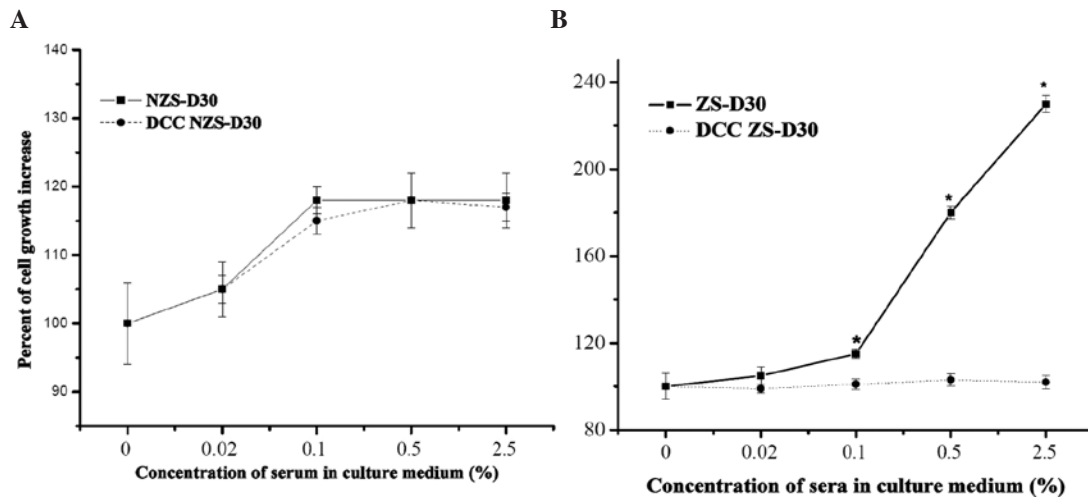 A
Percent of cell growth increase
140
130
120
110
100
90
NZS-D30
DCC NZS-D30
0 0.02 0.1 0.5 2.5
Concentration of serum in culture medium (%)
B
240
200
160
120
80
ZS-D30
DCC ZS-D30
*
*
*
0 0.02 0.1 0.5 2.5
Concentration of sera in culture medium (%)